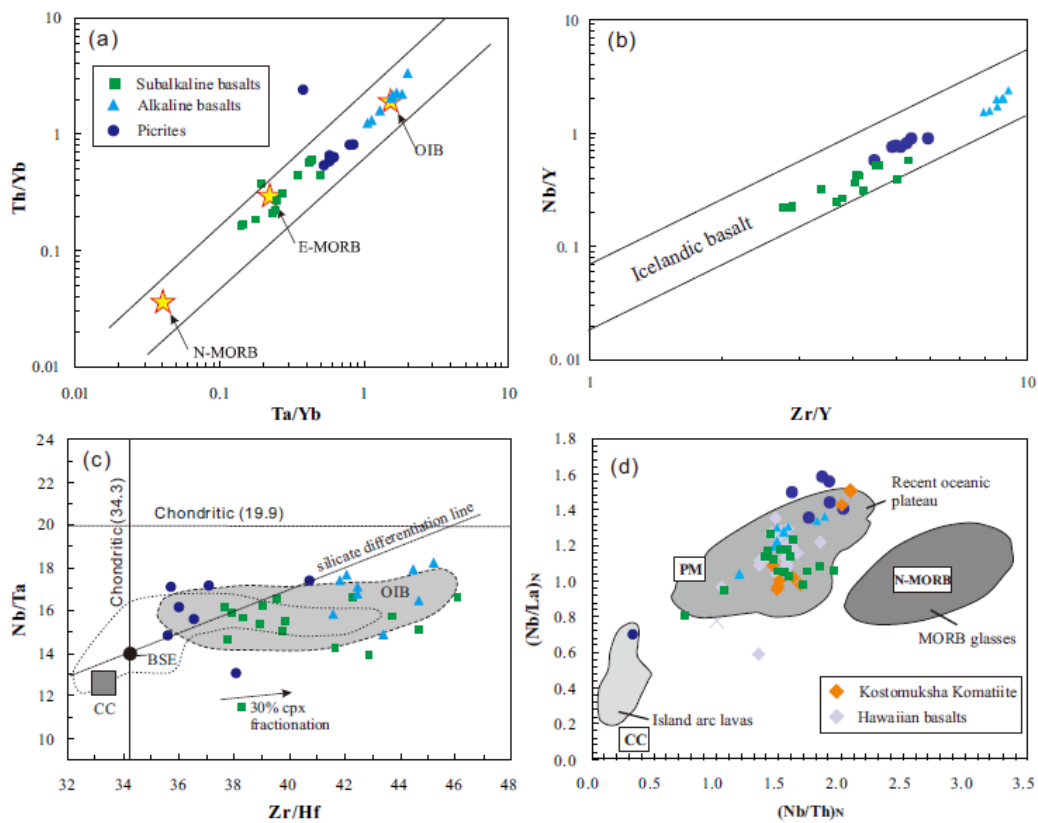 (a)
Subalkaline basalts
Alkaline basalts
Picrites
OIB
E-MORB
N-MORB
Th/Yb
10
1
0.1
0.01
0.01
0.1
1
10
Ta/Yb
(b)
Icelandic basalt
Nb/Y
10
1
0.1
0.01
1
10
Zr/Y
(c)
Chondritic (34.3)
Chondritic (19.9)
silicate differentiation line
OIB
BSE
CC
30% cpx
fractionation
Nb/Ta
24
22
20
18
16
14
12
10
32
34
36
38
40
42
44
46
48
Zr/Hf
(d)
Recent oceanic
plateau
PM
N-MORB
MORB glasses
Island arc lavas
CC
Kostomuksha Komatiite
Hawaiian basalts
(Nb/La)N
1.8
1.6
1.4
1.2
1.0
0.8
0.6
0.4
0.2
0.0
0.0
0.5
1.0
1.5
2.0
2.5
3.0
3.5
(Nb/Th)N